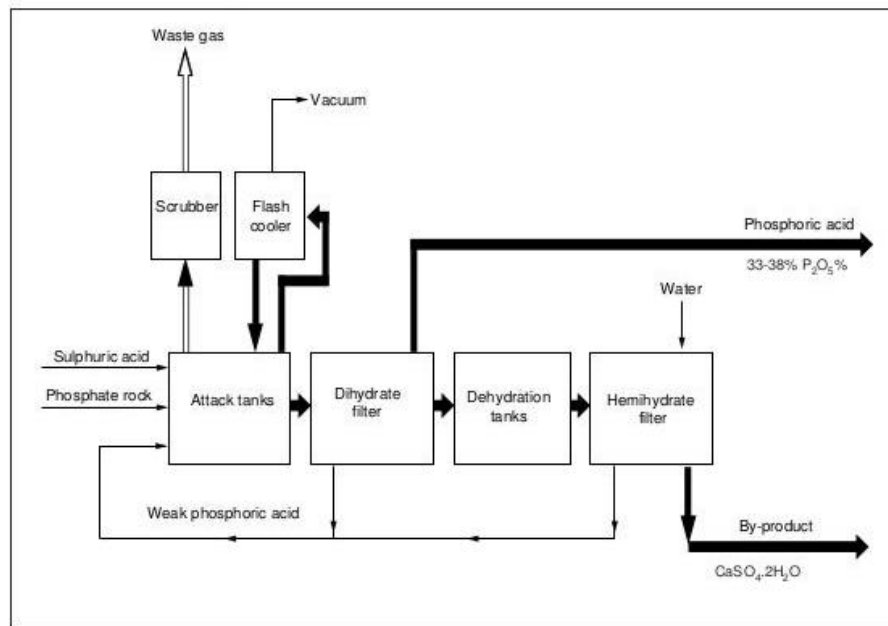 Waste gas
Vacuum
Scrubber
Flash
cooler
Phosphoric acid
33-38% P₂O₅%
Water
Sulphuric acid
Phosphate rock
Attack tanks
Dihydrate
filter
Dehydration
tanks
Hemihydrate
filter
Weak phosphoric acid
By-product
CaSO₄.2H₂O